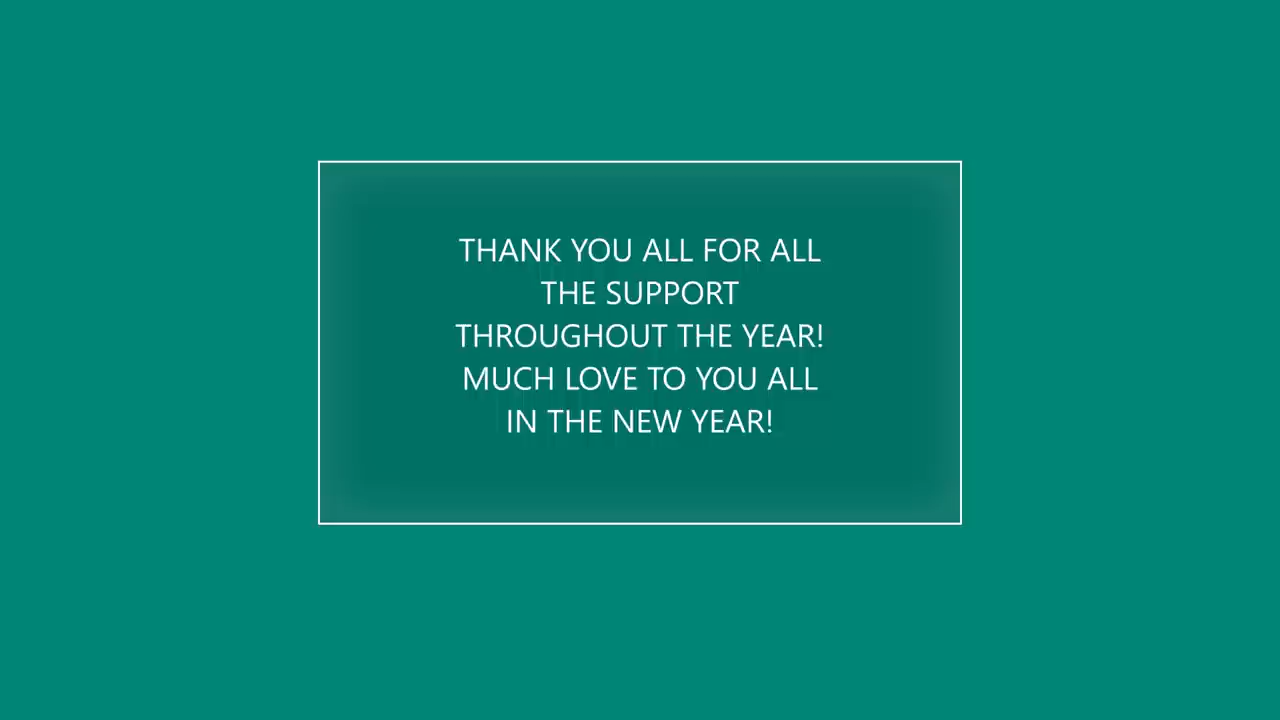 THANK YOU ALL FOR ALL
THE SUPPORT
THROUGHOUT THE YEAR!
MUCH LOVE TO YOU ALL
IN THE NEW YEAR!